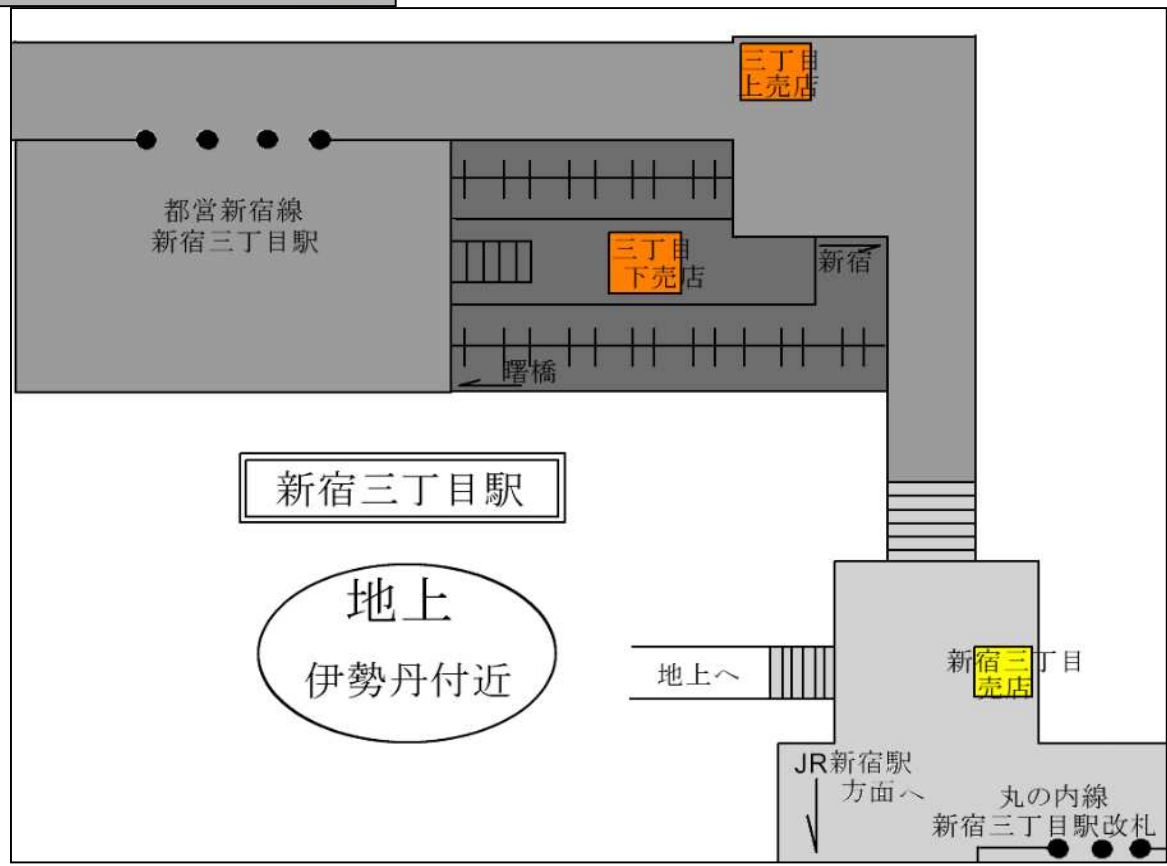 三丁目
上売店
都営新宿線
新宿三丁目駅
三丁目
下売店
新宿
曙橋
新宿三丁目駅
地上
伊勢丹付近
地上へ
新宿三丁目
売店
JR新宿駅
方面へ
丸の内線
新宿三丁目駅改札